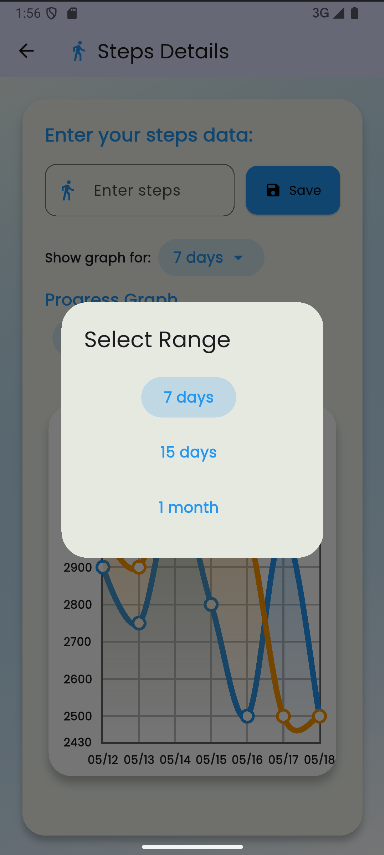 1:56
3G
Steps Details
Enter your steps data:
Enter steps
Save
Show graph for:
7 days
Progress Graph
Select Range
7 days
15 days
1 month
2900
2800
2700
2600
2500
2430
05/12 05/13 05/14 05/15 05/16 05/17 05/18